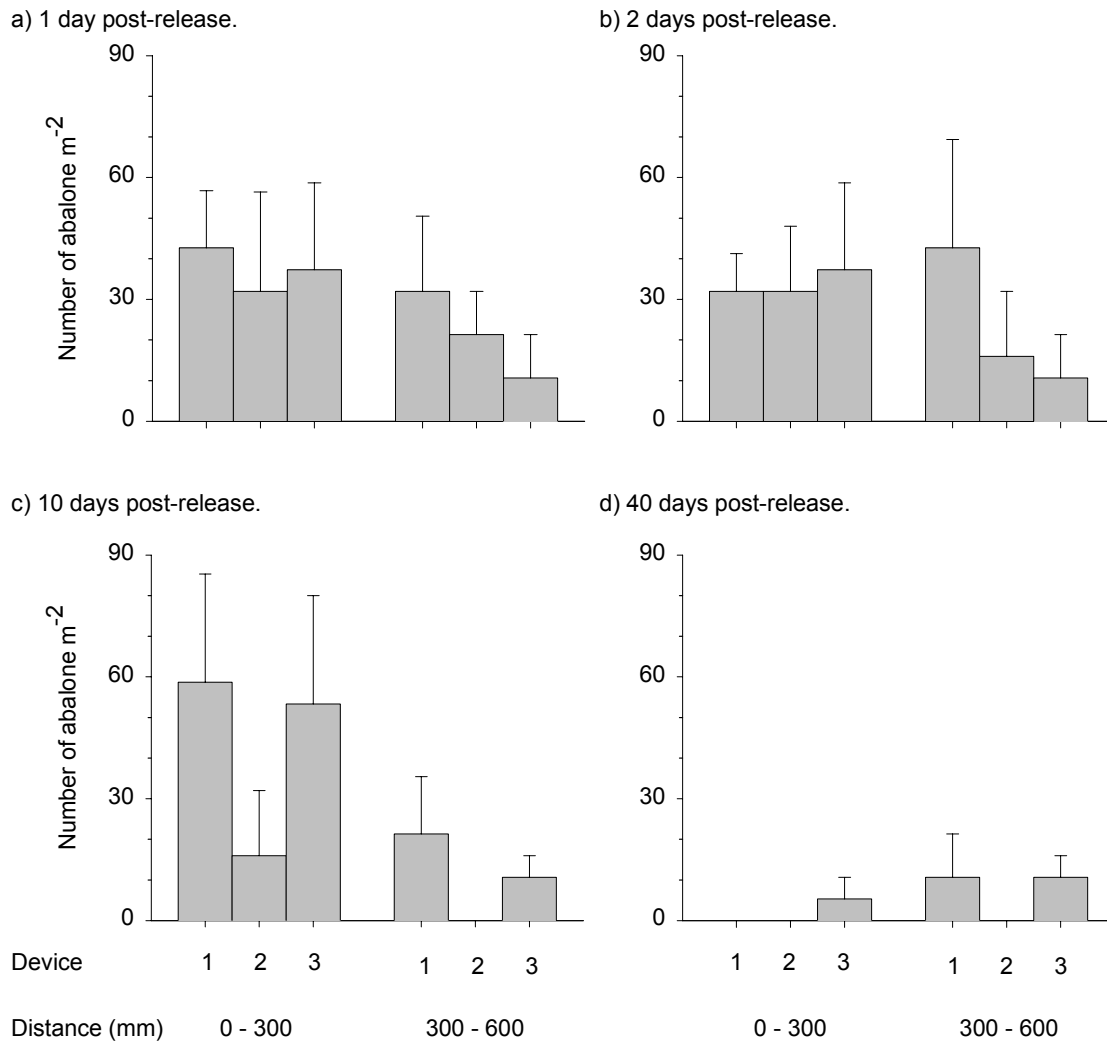 a) 1 day post-release.
b) 2 days post-release.
90
60
30
0
Number of abalone m-2
90
60
30
0
c) 10 days post-release.
d) 40 days post-release.
90
60
30
0
Number of abalone m-2
90
60
30
0
Device 1 2 3 1 2 3 1 2 3 1 2 3
Distance (mm) 0 - 300 300 - 600 0 - 300 300 - 600